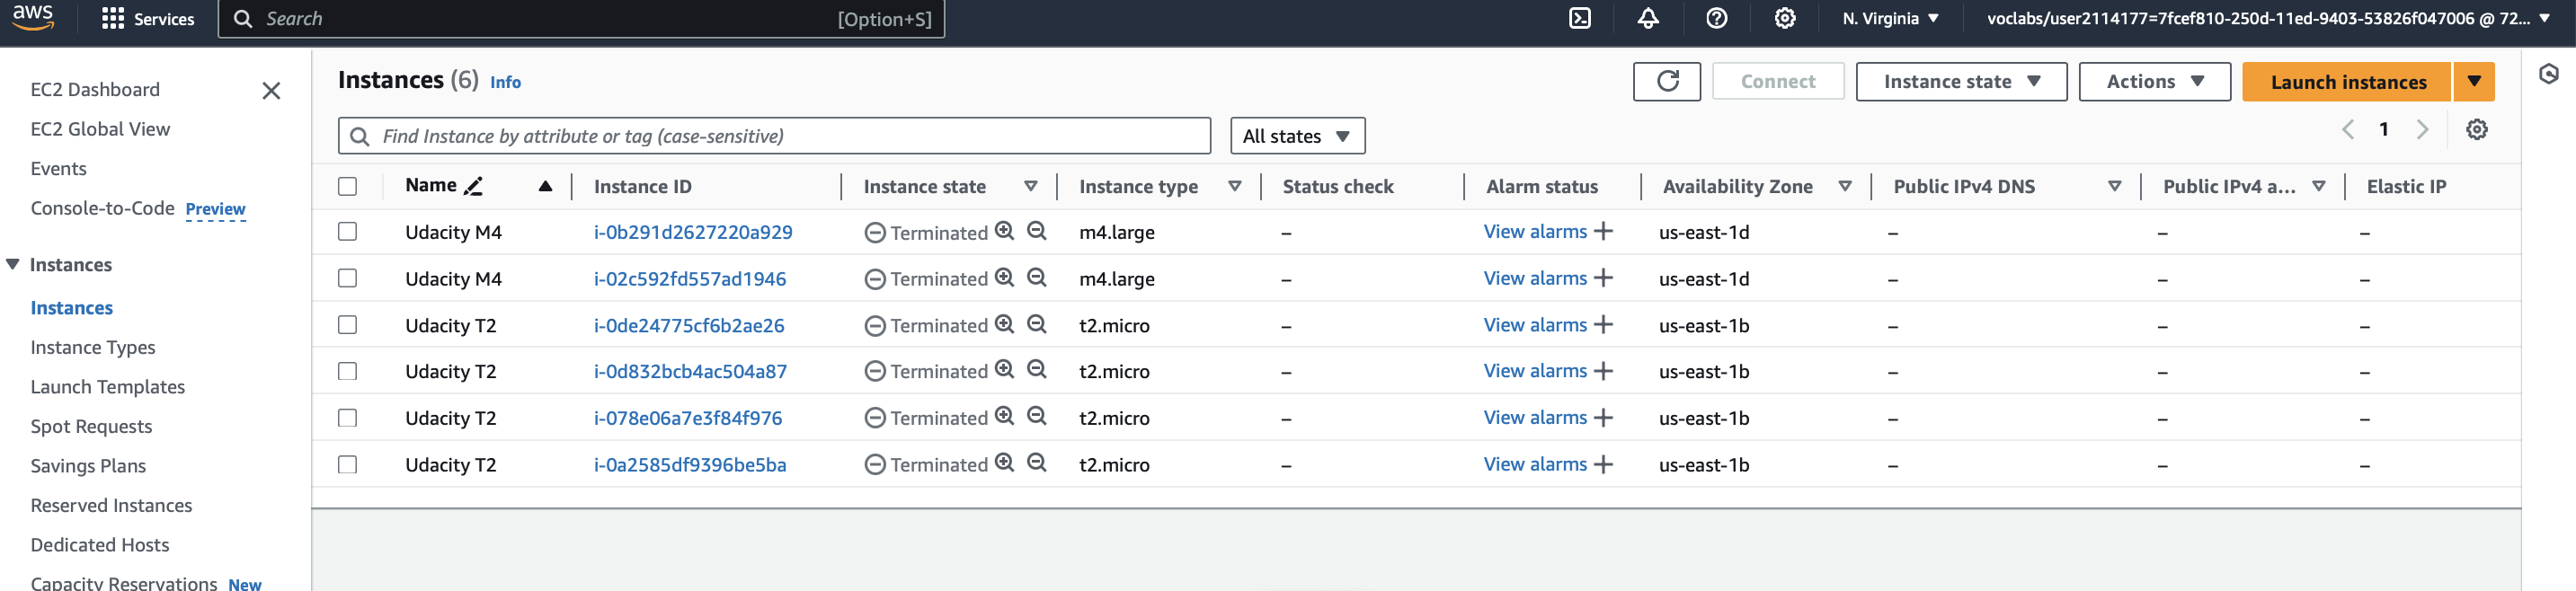 aws Services Search [Option+S] N. Virginia voclabs/user2114177=7fcef810-250d-11ed-9403-53826f047006 @ 72...
EC2 Dashboard
EC2 Global View
Events
Console-to-Code Preview
Instances
Instances
Instance Types
Launch Templates
Spot Requests
Savings Plans
Reserved Instances
Dedicated Hosts
Capacity Reservations New
Instances (6) Info Connect Instance state Actions Launch instances
Find Instance by attribute or tag (case-sensitive) All states 1
Name Instance ID Instance state Instance type Status check Alarm status Availability Zone Public IPv4 DNS Public IPv4 a... Elastic IP
Udacity M4 i-0b291d2627220a929 Terminated m4.large – View alarms + us-east-1d – – –
Udacity M4 i-02c592fd557ad1946 Terminated m4.large – View alarms + us-east-1d – – –
Udacity T2 i-0de24775cf6b2ae26 Terminated t2.micro – View alarms + us-east-1b – – –
Udacity T2 i-0d832bcb4ac504a87 Terminated t2.micro – View alarms + us-east-1b – – –
Udacity T2 i-078e06a7e3f84f976 Terminated t2.micro – View alarms + us-east-1b – – –
Udacity T2 i-0a2585df9396be5ba Terminated t2.micro – View alarms + us-east-1b – – –